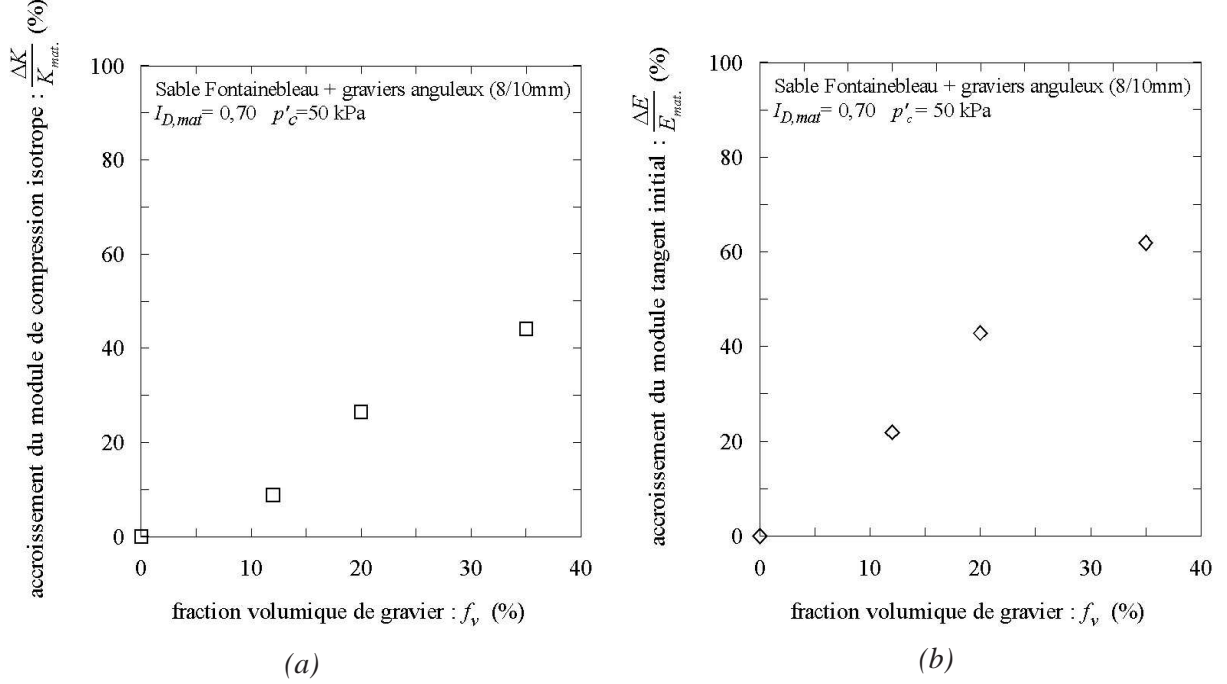 accroissement du module de compression isotrope : ΔK/K_mat. (%)
100
80
60
40
20
0
Sable Fontainebleau + graviers anguleux (8/10mm)
I_D,mat= 0,70 p'_c=50 kPa
0 10 20 30 40
fraction volumique de gravier : f_v (%)
(a)
accroissement du module tangent initial : ΔE/E_mat. (%)
100
80
60
40
20
0
Sable Fontainebleau + graviers anguleux (8/10mm)
I_D,mat= 0,70 p'_c= 50 kPa
0 10 20 30 40
fraction volumique de gravier : f_v (%)
(b)